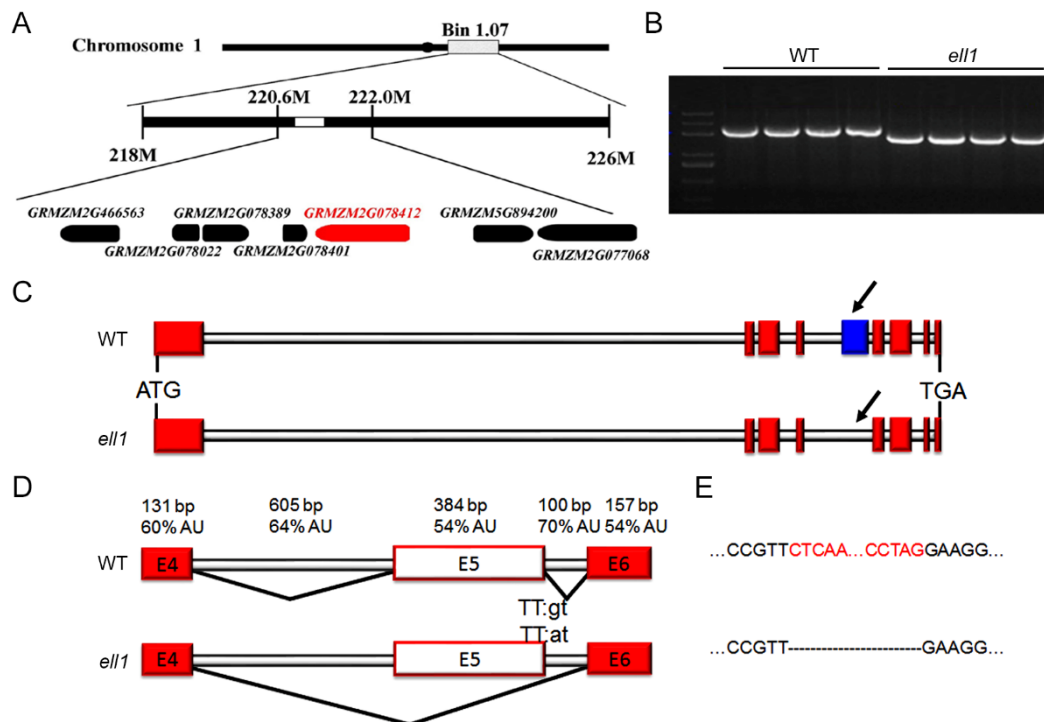 A
Bin 1.07
Chromosome 1
220.6M
222.0M
218M
226M
GRMZM2G466563
GRMZM2G078389
GRMZM2G078412
GRMZM5G894200
GRMZM2G078022
GRMZM2G078401
GRMZM2G077068
B
WT
ell1
C
WT
ATG
TGA
ell1
D
131 bp
60% AU
605 bp
64% AU
384 bp
54% AU
100 bp
70% AU
157 bp
54% AU
WT
E4
E5
E6
TT:gt
TT:at
ell1
E4
E5
E6
E
...CCGTTCTCAA...CCTAGGAAGG...
...CCGTT-----------------------GAAGG...